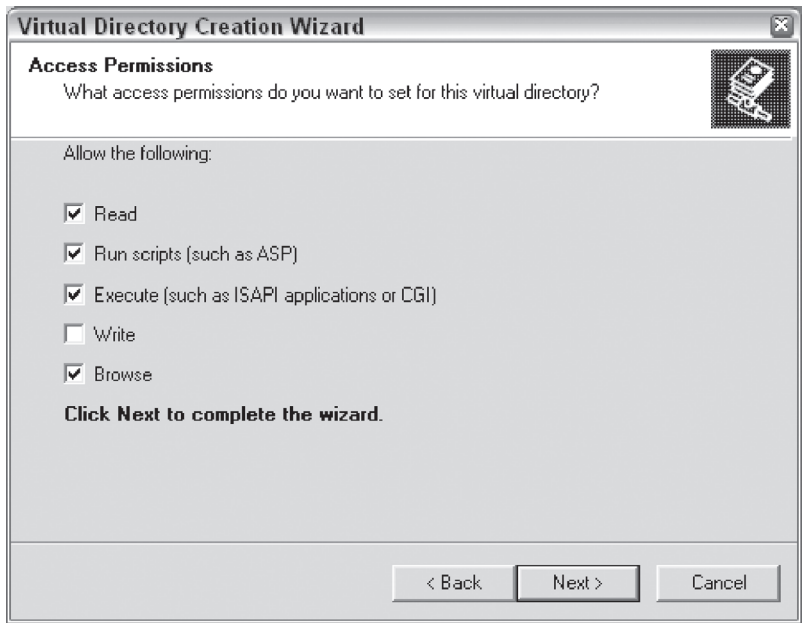 Virtual Directory Creation Wizard
Access Permissions
What access permissions do you want to set for this virtual directory?
Allow the following:
Read
Run scripts (such as ASP)
Execute (such as ISAPI applications or CGI)
Write
Browse
Click Next to complete the wizard.
< Back Next > Cancel